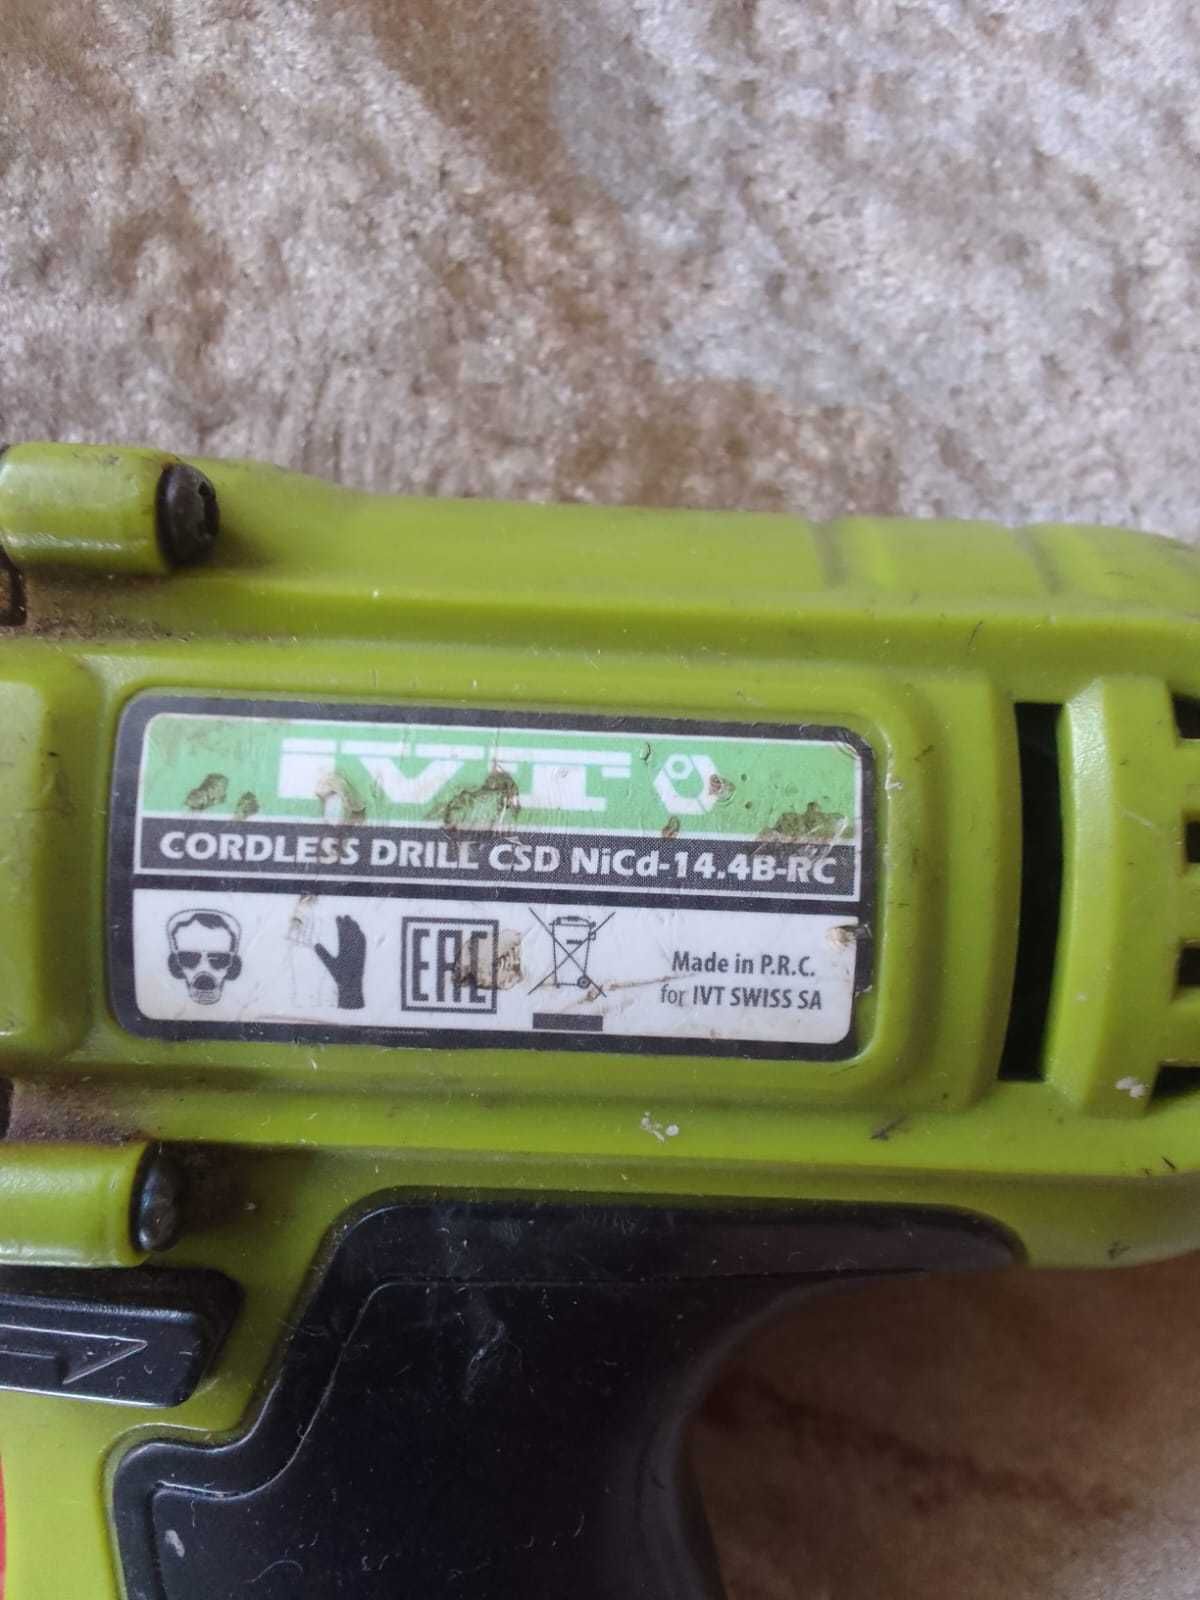 iVT
CORDLESS DRILL CSD NiCd-14.4B-RC
EAC
Made in P.R.C.
for IVT SWISS SA